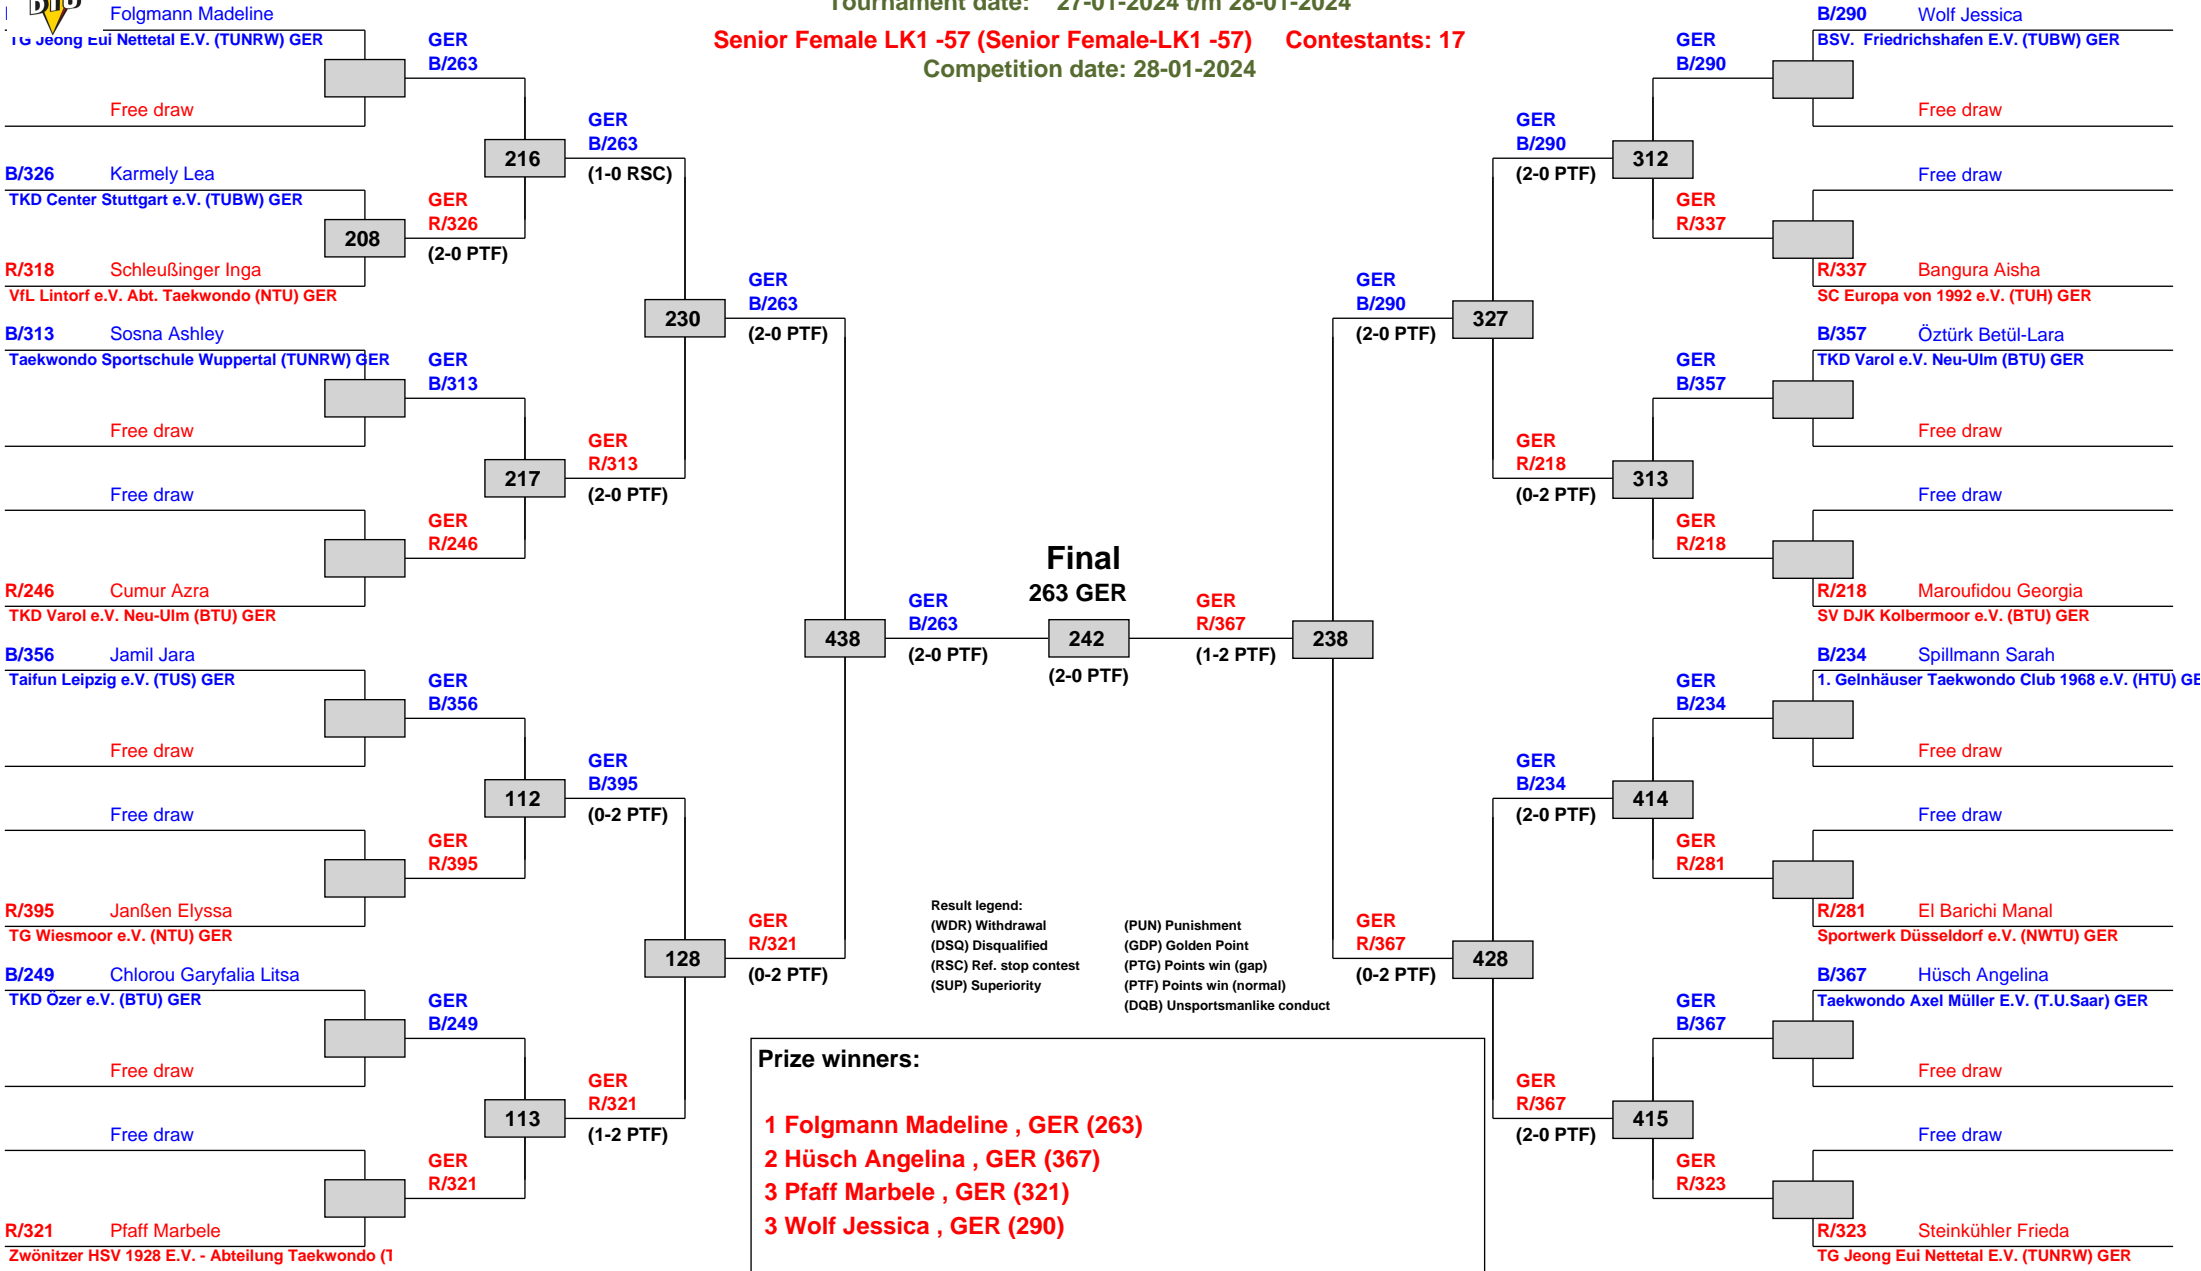 Tournament date: 27-01-2024 t/m 28-01-2024
Senior Female LK1 -57 (Senior Female-LK1 -57) Contestants: 17
Competition date: 28-01-2024
Folgmann Madeline
TG Jeong Eui Nettetal E.V. (TUNRW) GER
Free draw
B/326 Karmely Lea
TKD Center Stuttgart e.V. (TUBW) GER
208
R/318 Schleußinger Inga
VfL Lintorf e.V. Abt. Taekwondo (NTU) GER
B/313 Sosna Ashley
Taekwondo Sportschule Wuppertal (TUNRW) GER
Free draw
Free draw
R/246 Cumur Azra
TKD Varol e.V. Neu-Ulm (BTU) GER
B/356 Jamil Jara
Taifun Leipzig e.V. (TUS) GER
Free draw
Free draw
R/395 Janßen Elyssa
TG Wiesmoor e.V. (NTU) GER
B/249 Chlorou Garyfalia Litsa
TKD Özer e.V. (BTU) GER
Free draw
Free draw
R/321 Pfaff Marbele
Zwönitzer HSV 1928 E.V. - Abteilung Taekwondo (T
GER
B/263
216
GER
R/326
(2-0 PTF)
GER
B/313
217
GER
R/246
GER
B/356
112
GER
R/395
GER
B/249
113
GER
R/321
GER
B/263
(1-0 RSC)
230
GER
R/313
(2-0 PTF)
GER
B/395
(0-2 PTF)
128
GER
R/321
(1-2 PTF)
GER
B/263
(2-0 PTF)
438
GER
R/321
(0-2 PTF)
GER
B/263
(2-0 PTF)
Final
263 GER
242
(2-0 PTF)
GER
R/367
(1-2 PTF)
238
GER
B/290
(2-0 PTF)
327
GER
R/367
(0-2 PTF)
428
GER
B/290
(2-0 PTF)
312
GER
R/218
(0-2 PTF)
313
GER
B/234
(2-0 PTF)
414
GER
R/367
(2-0 PTF)
415
GER
B/290
GER
R/337
GER
B/357
GER
R/218
GER
B/234
GER
R/281
GER
B/367
GER
R/323
B/290 Wolf Jessica
BSV. Friedrichshafen E.V. (TUBW) GER
Free draw
Free draw
R/337 Bangura Aisha
SC Europa von 1992 e.V. (TUH) GER
B/357 Öztürk Betül-Lara
TKD Varol e.V. Neu-Ulm (BTU) GER
Free draw
Free draw
R/218 Maroufidou Georgia
SV DJK Kolbermoor e.V. (BTU) GER
B/234 Spillmann Sarah
1. Gelnhäuser Taekwondo Club 1968 e.V. (HTU) GE
Free draw
Free draw
R/281 El Barichi Manal
Sportwerk Düsseldorf e.V. (NWTU) GER
B/367 Hüsch Angelina
Taekwondo Axel Müller E.V. (T.U.Saar) GER
Free draw
Free draw
R/323 Steinkühler Frieda
TG Jeong Eui Nettetal E.V. (TUNRW) GER
Result legend:
(WDR) Withdrawal (PUN) Punishment
(DSQ) Disqualified (GDP) Golden Point
(RSC) Ref. stop contest (PTG) Points win (gap)
(SUP) Superiority (PTF) Points win (normal)
(DQB) Unsportsmanlike conduct
Prize winners:
1 Folgmann Madeline , GER (263)
2 Hüsch Angelina , GER (367)
3 Pfaff Marbele , GER (321)
3 Wolf Jessica , GER (290)